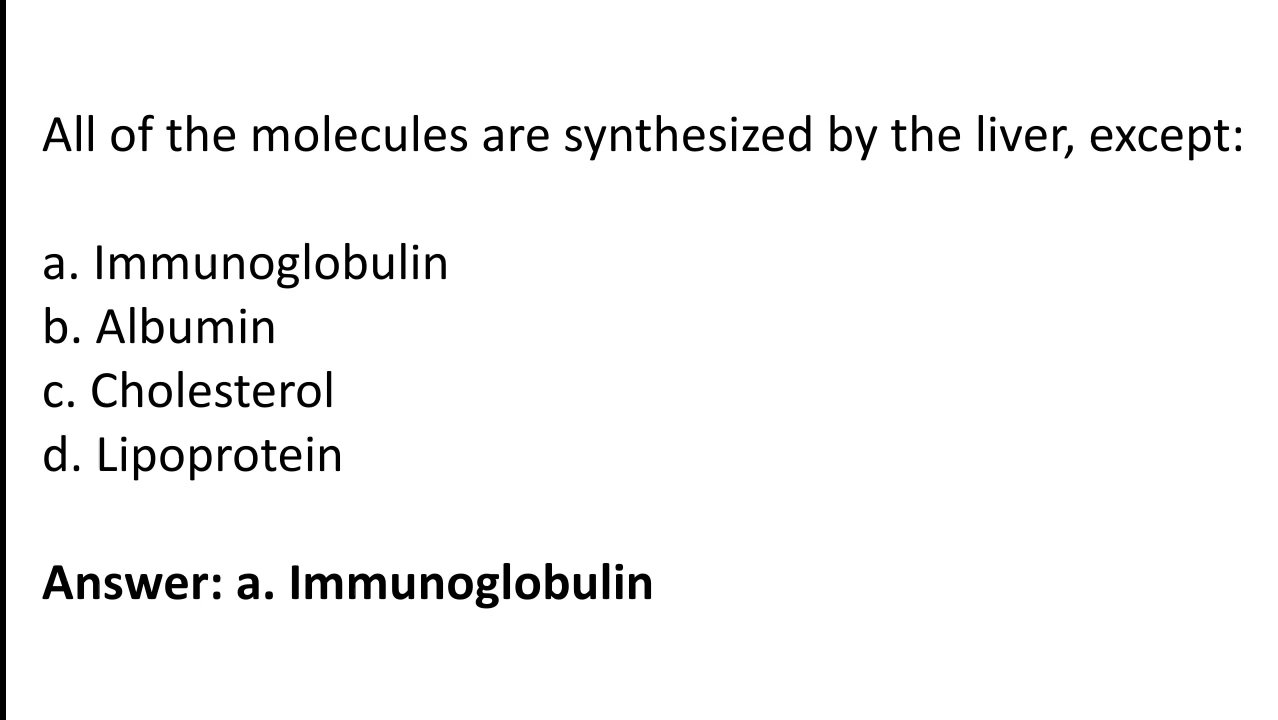 All of the molecules are synthesized by the liver, except:
a. Immunoglobulin
b. Albumin
c. Cholesterol
d. Lipoprotein
Answer: a. Immunoglobulin